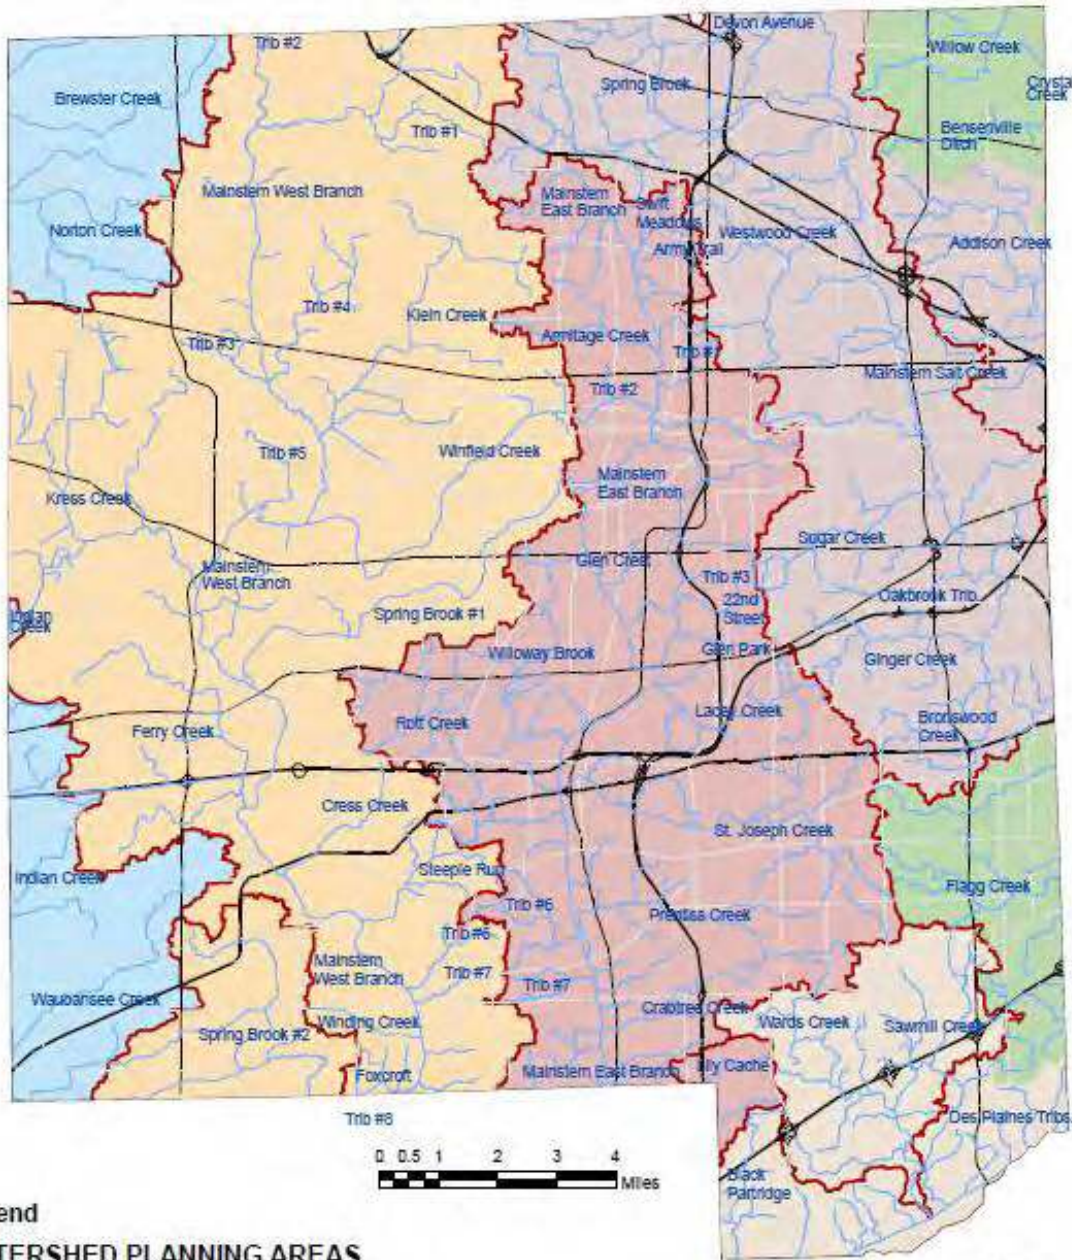 Devon Avenue
Trib #2
Willow Creek
Spring Brook
Brewster Creek
Crysta
Creek
Trib #1
Bensenville
Ditch
Mainstem West Branch
Mainstem
East Branch
Swift
Meadows
Norton Creek
Westwood Creek
Addison Creek
Army Trail
Trib #4
Klein Creek
Armitage Creek
Trib #3
Trib #1
Mainstem Salt Creek
Trib #2
Trib #5
Winfield Creek
Mainstem
East Branch
Kress Creek
Sugar Creek
Glen Crest
Mainstem
West Branch
Trib #3
22nd
Street
Oakbrook Trib.
Indian
Creek
Spring Brook #1
Willoway Brook
Glen Park
Ginger Creek
Rott Creek
Lacey Creek
Bronswood
Creek
Ferry Creek
Cress Creek
St. Joseph Creek
Steeple Run
Indian Creek
Flagg Creek
Trib #6
Prentiss Creek
Trib #6
Mainstem
West Branch
Trib #7
Trib #7
Waubansee Creek
Crabtree Creek
Winding Creek
Wards Creek
Sawmill Creek
Spring Brook #2
Foxcroft
Mainstem East Branch
Lily Cache
Trib #8
Des Plaines Tribs.
0 0.5 1 2 3 4
Miles
Black
Partridge
end
TERSHED PLANNING AREAS